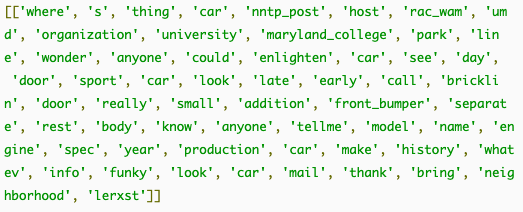 [['where', 's', 'thing', 'car', 'nntp_post', 'host', 'rac_wam', 'um
d', 'organization', 'university', 'maryland_college', 'park', 'lin
e', 'wonder', 'anyone', 'could', 'enlighten', 'car', 'see', 'day',
'door', 'sport', 'car', 'look', 'late', 'early', 'call', 'brickli
n', 'door', 'really', 'small', 'addition', 'front_bumper', 'separat
e', 'rest', 'body', 'know', 'anyone', 'tellme', 'model', 'name', 'en
gine', 'spec', 'year', 'production', 'car', 'make', 'history', 'what
ev', 'info', 'funky', 'look', 'car', 'mail', 'thank', 'bring', 'neig
hborhood', 'lerxst']]